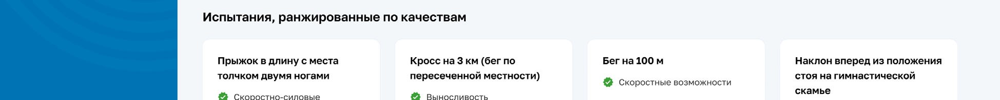 Испытания, ранжированные по качествам
Прыжок в длину с места
толчком двумя ногами
Скоростно-силовые
Кросс на 3 км (бег по
пересеченной местности)
Выносливость
Бег на 100 м
Скоростные возможности
Наклон вперед из положения
стоя на гимнастической
скамье